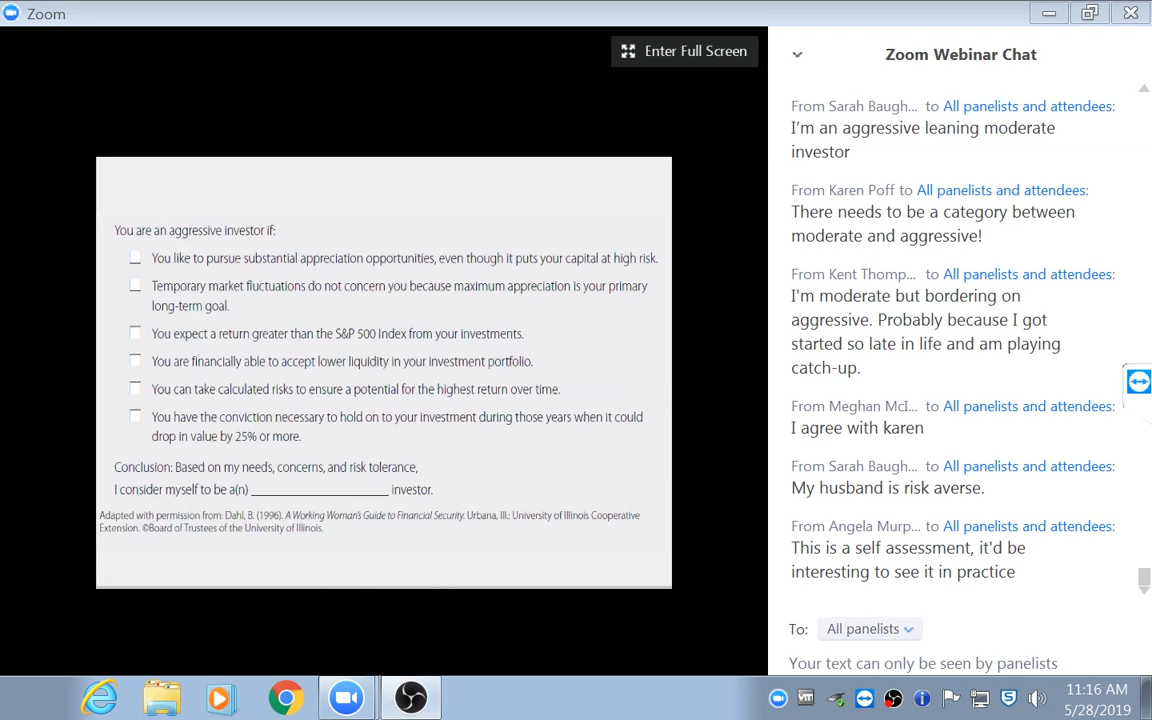 Zoom
Enter Full Screen
You are an aggressive investor if:
You like to pursue substantial appreciation opportunities, even though it puts your capital at high risk.
Temporary market fluctuations do not concern you because maximum appreciation is your primary
long-term goal.
You expect a return greater than the S&P 500 Index from your investments.
You are financially able to accept lower liquidity in your investment portfolio.
You can take calculated risks to ensure a potential for the highest return over time.
You have the conviction necessary to hold on to your investment during those years when it could
drop in value by 25% or more.
Conclusion: Based on my needs, concerns, and risk tolerance,
I consider myself to be a(n) ______________________ investor.
Adapted with permission from: Dahl, B. (1996). A Working Woman's Guide to Financial Security. Urbana, Ill.: University of Illinois Cooperative
Extension. ©Board of Trustees of the University of Illinois.
Zoom Webinar Chat
From Sarah Baugh... to All panelists and attendees:
I'm an aggressive leaning moderate
investor
From Karen Poff to All panelists and attendees:
There needs to be a category between
moderate and aggressive!
From Kent Thomp... to All panelists and attendees:
I'm moderate but bordering on
aggressive. Probably because I got
started so late in life and am playing
catch-up.
From Meghan McI... to All panelists and attendees:
I agree with karen
From Sarah Baugh... to All panelists and attendees:
My husband is risk averse.
From Angela Murp... to All panelists and attendees:
This is a self assessment, it'd be
interesting to see it in practice
To: All panelists
Your text can only be seen by panelists
11:16 AM
5/28/2019